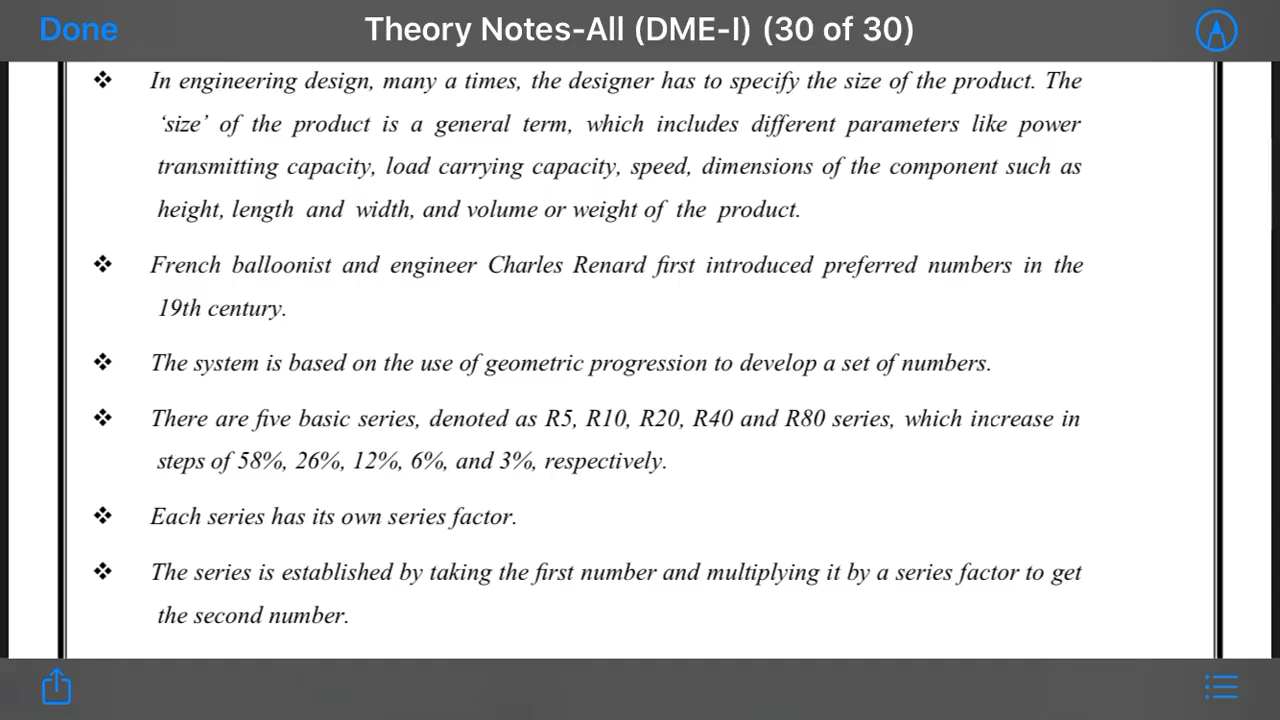 Done
Theory Notes-All (DME-I) (30 of 30)
❖ In engineering design, many a times, the designer has to specify the size of the product. The
‘size’ of the product is a general term, which includes different parameters like power
transmitting capacity, load carrying capacity, speed, dimensions of the component such as
height, length and width, and volume or weight of the product.
❖ French balloonist and engineer Charles Renard first introduced preferred numbers in the
19th century.
❖ The system is based on the use of geometric progression to develop a set of numbers.
❖ There are five basic series, denoted as R5, R10, R20, R40 and R80 series, which increase in
steps of 58%, 26%, 12%, 6%, and 3%, respectively.
❖ Each series has its own series factor.
❖ The series is established by taking the first number and multiplying it by a series factor to get
the second number.